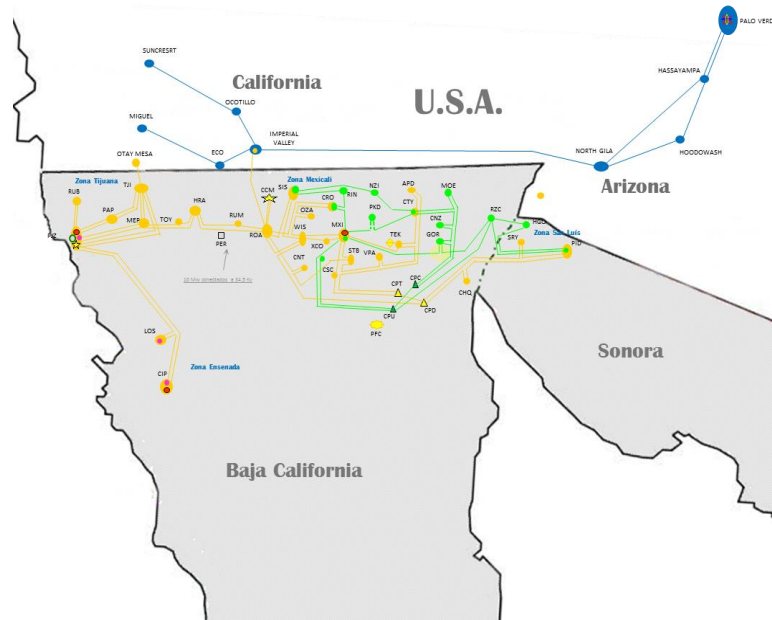 PALO VERD
SUNCRESRT
California
HASSAYAMPA
U.S.A.
OCOTILLO
MIGUEL
IMPERIAL
VALLEY
ECO
NORTH GILA
HOODOWASH
OTAY MESA
Arizona
Zona Tijuana
TJI
Zona Mexicali
CCM
SIS
RIN
NZI
APD
MOE
RUB
CTY
CRO
HRA
PAP
OZA
PKD
RZC
MEP
TOY
RUM
MXI
CNZ
HGO
ROA
WIS
GOR
Zona San Luis
PER
XCO
TEK
SRY
PID
STB
VPA
CNT
CSC
CPT
CPC
CHQ
CPU
CPD
PFC
LOS
Sonora
Zona Ensenada
CIP
Baja California